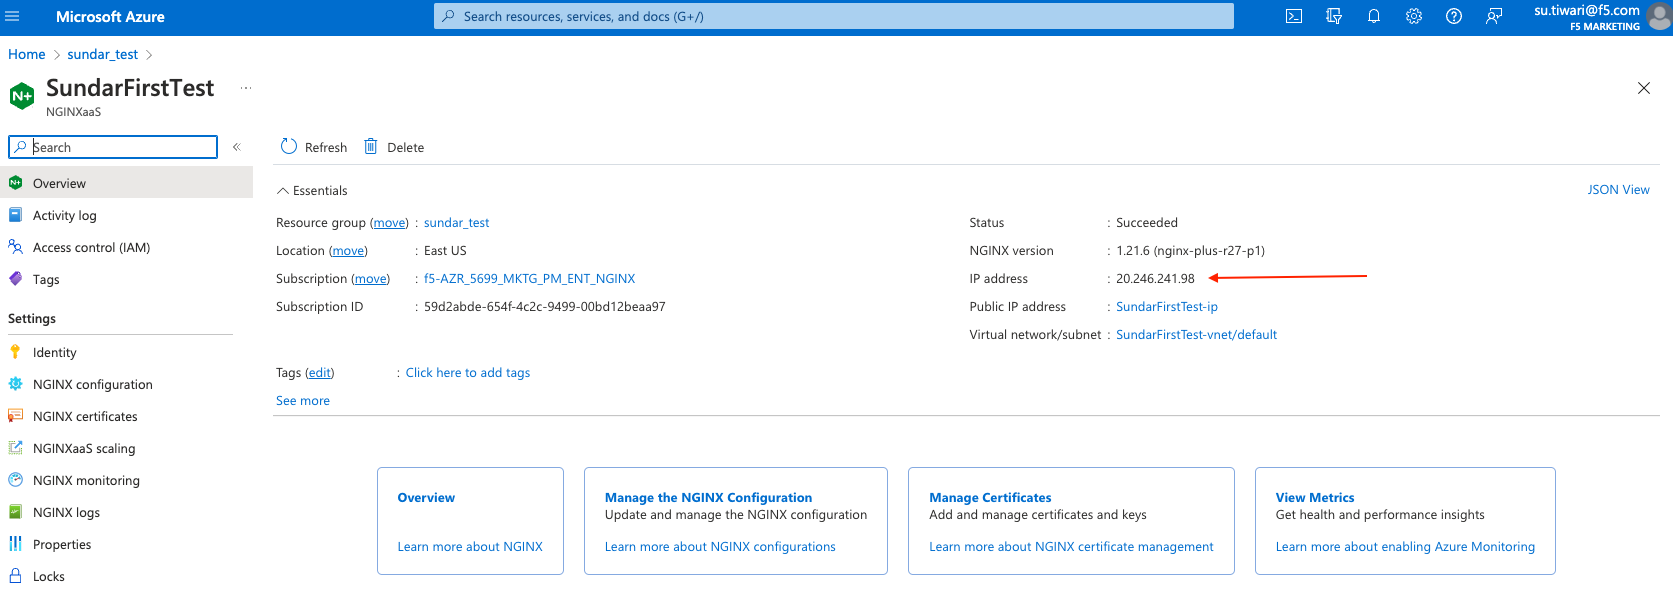 Microsoft Azure
Search resources, services, and docs (G+/)
su.tiwari@f5.com
F5 MARKETING
Home > sundar_test >
N+
SundarFirstTest ...
NGINXaaS
Search «
Refresh Delete
N+ Overview
Activity log
Access control (IAM)
Tags
Settings
Identity
NGINX configuration
NGINX certificates
NGINXaaS scaling
NGINX monitoring
NGINX logs
Properties
Locks
Essentials
JSON View
Resource group (move) : sundar_test
Location (move) : East US
Subscription (move) : f5-AZR_5699_MKTG_PM_ENT_NGINX
Subscription ID : 59d2abde-654f-4c2c-9499-00bd12beaa97
Status : Succeeded
NGINX version : 1.21.6 (nginx-plus-r27-p1)
IP address : 20.246.241.98
Public IP address : SundarFirstTest-ip
Virtual network/subnet : SundarFirstTest-vnet/default
Tags (edit) : Click here to add tags
See more
Overview
Learn more about NGINX
Manage the NGINX Configuration
Update and manage the NGINX configuration
Learn more about NGINX configurations
Manage Certificates
Add and manage certificates and keys
Learn more about NGINX certificate management
View Metrics
Get health and performance insights
Learn more about enabling Azure Monitoring